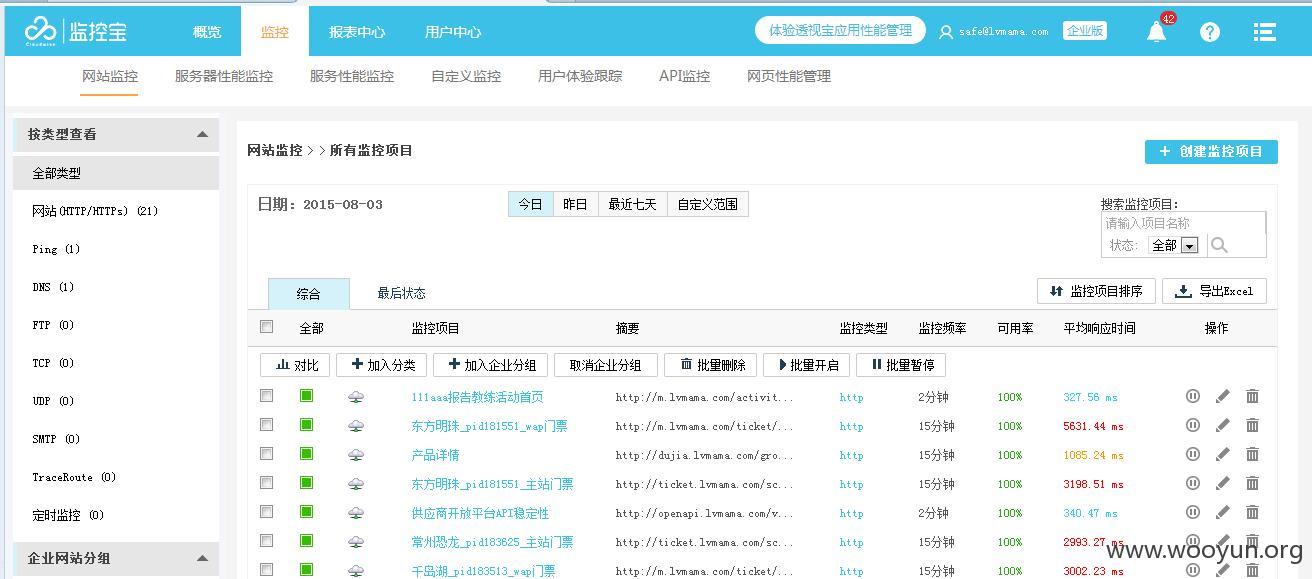 监控宝 概览 监控 报表中心 用户中心 体验透视宝应用性能管理 safe@lvmama.com 企业版 42
Cloudwise
网站监控 服务器性能监控 服务性能监控 自定义监控 用户体验跟踪 API监控 网页性能管理
按类型查看
全部类型
网站(HTTP/HTTPs) (21)
Ping (1)
DNS (1)
FTP (0)
TCP (0)
UDP (0)
SMTP (0)
TraceRoute (0)
定时监控 (0)
企业网站分组
网站监控 >> 所有监控项目 + 创建监控项目
日期: 2015-08-03 今日 昨日 最近七天 自定义范围
搜索监控项目:
请输入项目名称
状态: 全部
综合 最后状态 监控项目排序 导出Excel
全部 监控项目 摘要 监控类型 监控频率 可用率 平均响应时间 操作
对比 加入分类 加入企业分组 取消企业分组 批量删除 批量开启 批量暂停
111aaa报告教练活动首页 http://m.lvmama.com/activit... http 2分钟 100% 327.56 ms
东方明珠_pid181551_wap门票 http://m.lvmama.com/ticket/... http 15分钟 100% 5631.44 ms
产品详情 http://dujia.lvmama.com/gro... http 15分钟 100% 1085.24 ms
东方明珠_pid181551_主站门票 http://ticket.lvmama.com/sc... http 15分钟 100% 3198.51 ms
供应商开放平台API稳定性 http://openapi.lvmama.com/v... http 2分钟 100% 340.47 ms
常州恐龙_pid183625_主站门票 http://ticket.lvmama.com/sc... http 15分钟 100% 2993.27 ms
千岛湖_pid183513_wap门票 http://m.lvmama.com/ticket/... http 15分钟 100% 3002.23 ms
www.wooyun.org